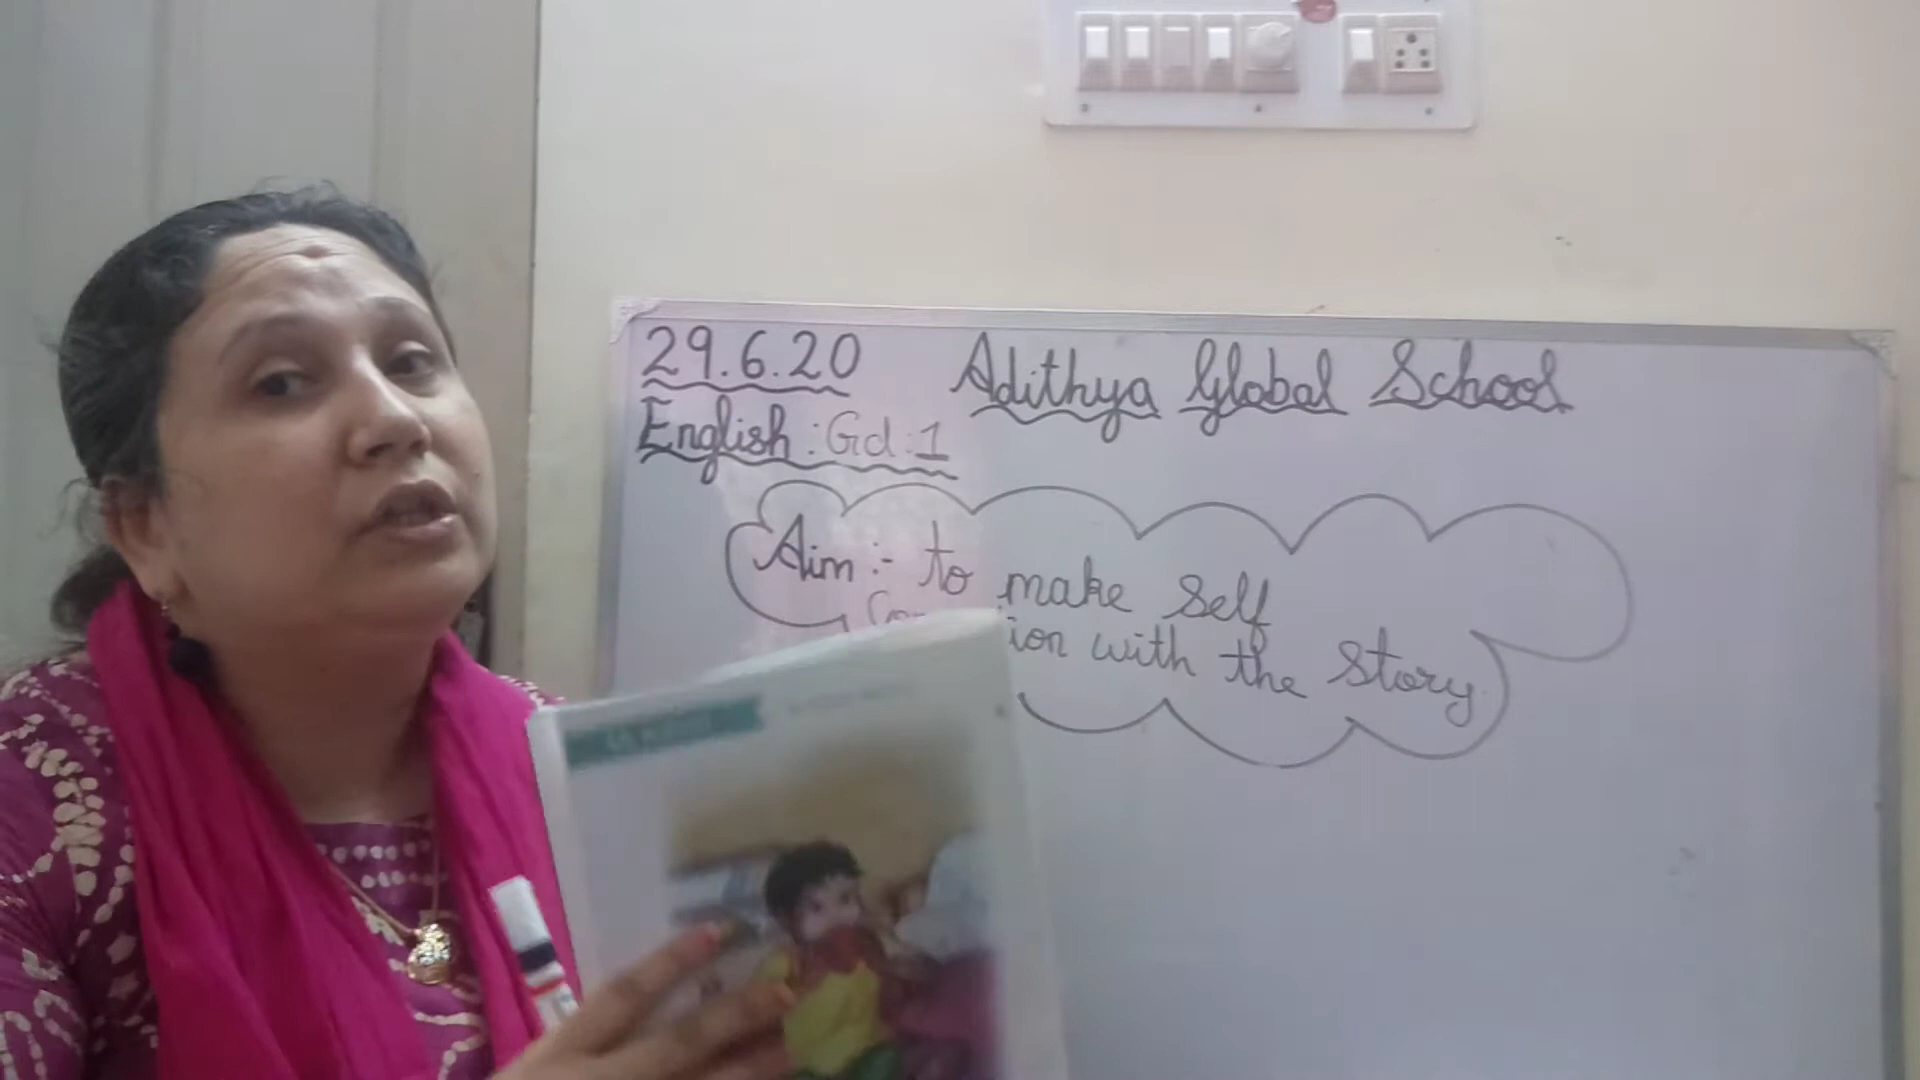 29.6.20 Adithya Global School
English : Gd : 1
Aim :- to make Self
with the Story